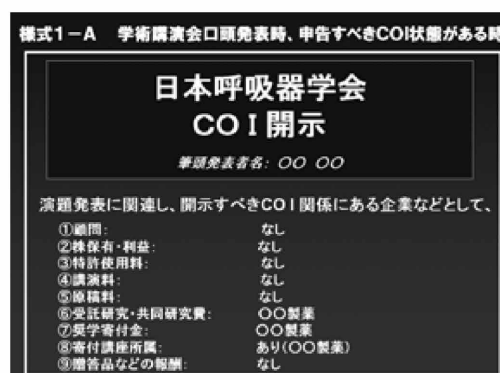 様式1-A 学術講演会口頭発表時、申告すべきCOI状態がある時
日本呼吸器学会
COI開示
筆頭発表者名: 〇〇 〇〇
演題発表に関連し、開示すべきCOI関係にある企業などとして、
①顧問: なし
②株保有・利益: なし
③特許使用料: なし
④講演料: なし
⑤原稿料: なし
⑥受託研究・共同研究費: 〇〇製薬
⑦奨学寄付金: 〇〇製薬
⑧寄付講座所属: あり(〇〇製薬)
⑨贈答品などの報酬: なし